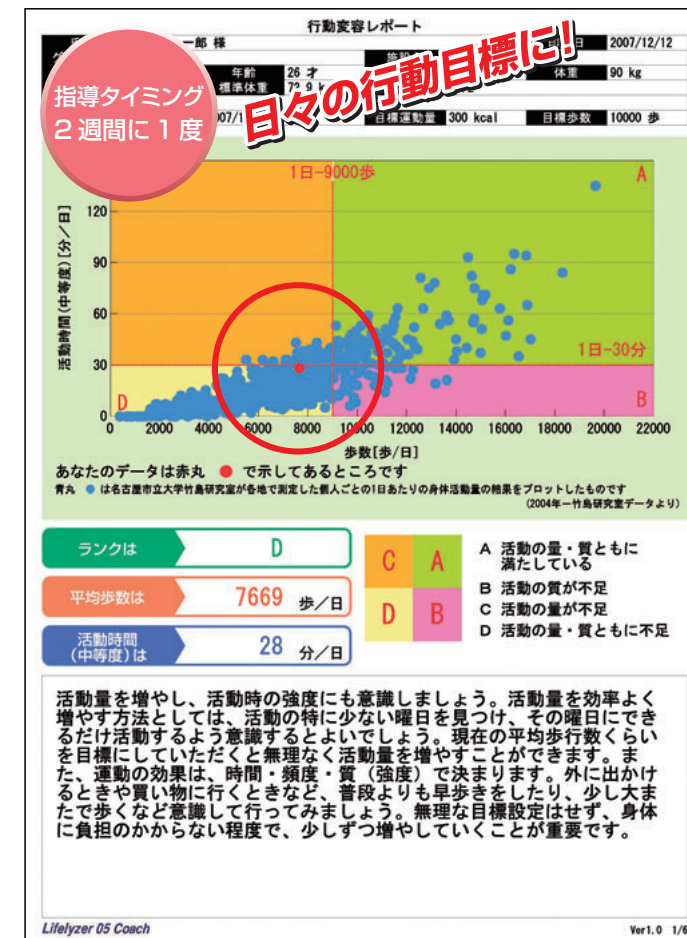 行動変容レポート
一郎 様
2007/12/12
指導タイミング
2週間に1度
日々の行動目標に!
年齢 26 才
体重 90 kg
標準体重
目標運動量 300 kcal 目標歩数 10000 歩
1日-9000歩
A
活動時間(中等度)[分/日]
120
90
60
30
0
1日-30分
D
B
0 2000 4000 6000 8000 10000 12000 14000 16000 18000 20000 22000
歩数[歩/日]
あなたのデータは赤丸 で示してあるところです
青丸 は名古屋市立大学竹島研究室が各地で測定した個人ごとの1日あたりの身体活動量の結果をプロットしたものです
(2004年ー竹島研究室データより)
ランクは D
平均歩数は 7669 歩/日
活動時間
(中等度)は 28 分/日
C A
D B
A 活動の量・質ともに
満たしている
B 活動の質が不足
C 活動の量が不足
D 活動の量・質ともに不足
活動量を増やし、活動時の強度にも意識しましょう。活動量を効率よく
増やす方法としては、活動の特に少ない曜日を見つけ、その曜日にでき
るだけ活動するよう意識するとよいでしょう。現在の平均歩行数くらい
を目標にしていただくと無理なく活動量を増やすことができます。ま
た、運動の効果は、時間・頻度・質(強度)で決まります。外に出かけ
るときや買い物に行くときなど、普段よりも早歩きをしたり、少し大ま
たで歩くなど意識して行ってみましょう。無理な目標設定はせず、身体
に負担のかからない程度で、少しずつ増やしていくことが重要です。
Lifelyzer 05 Coach
Ver1.0 1/6